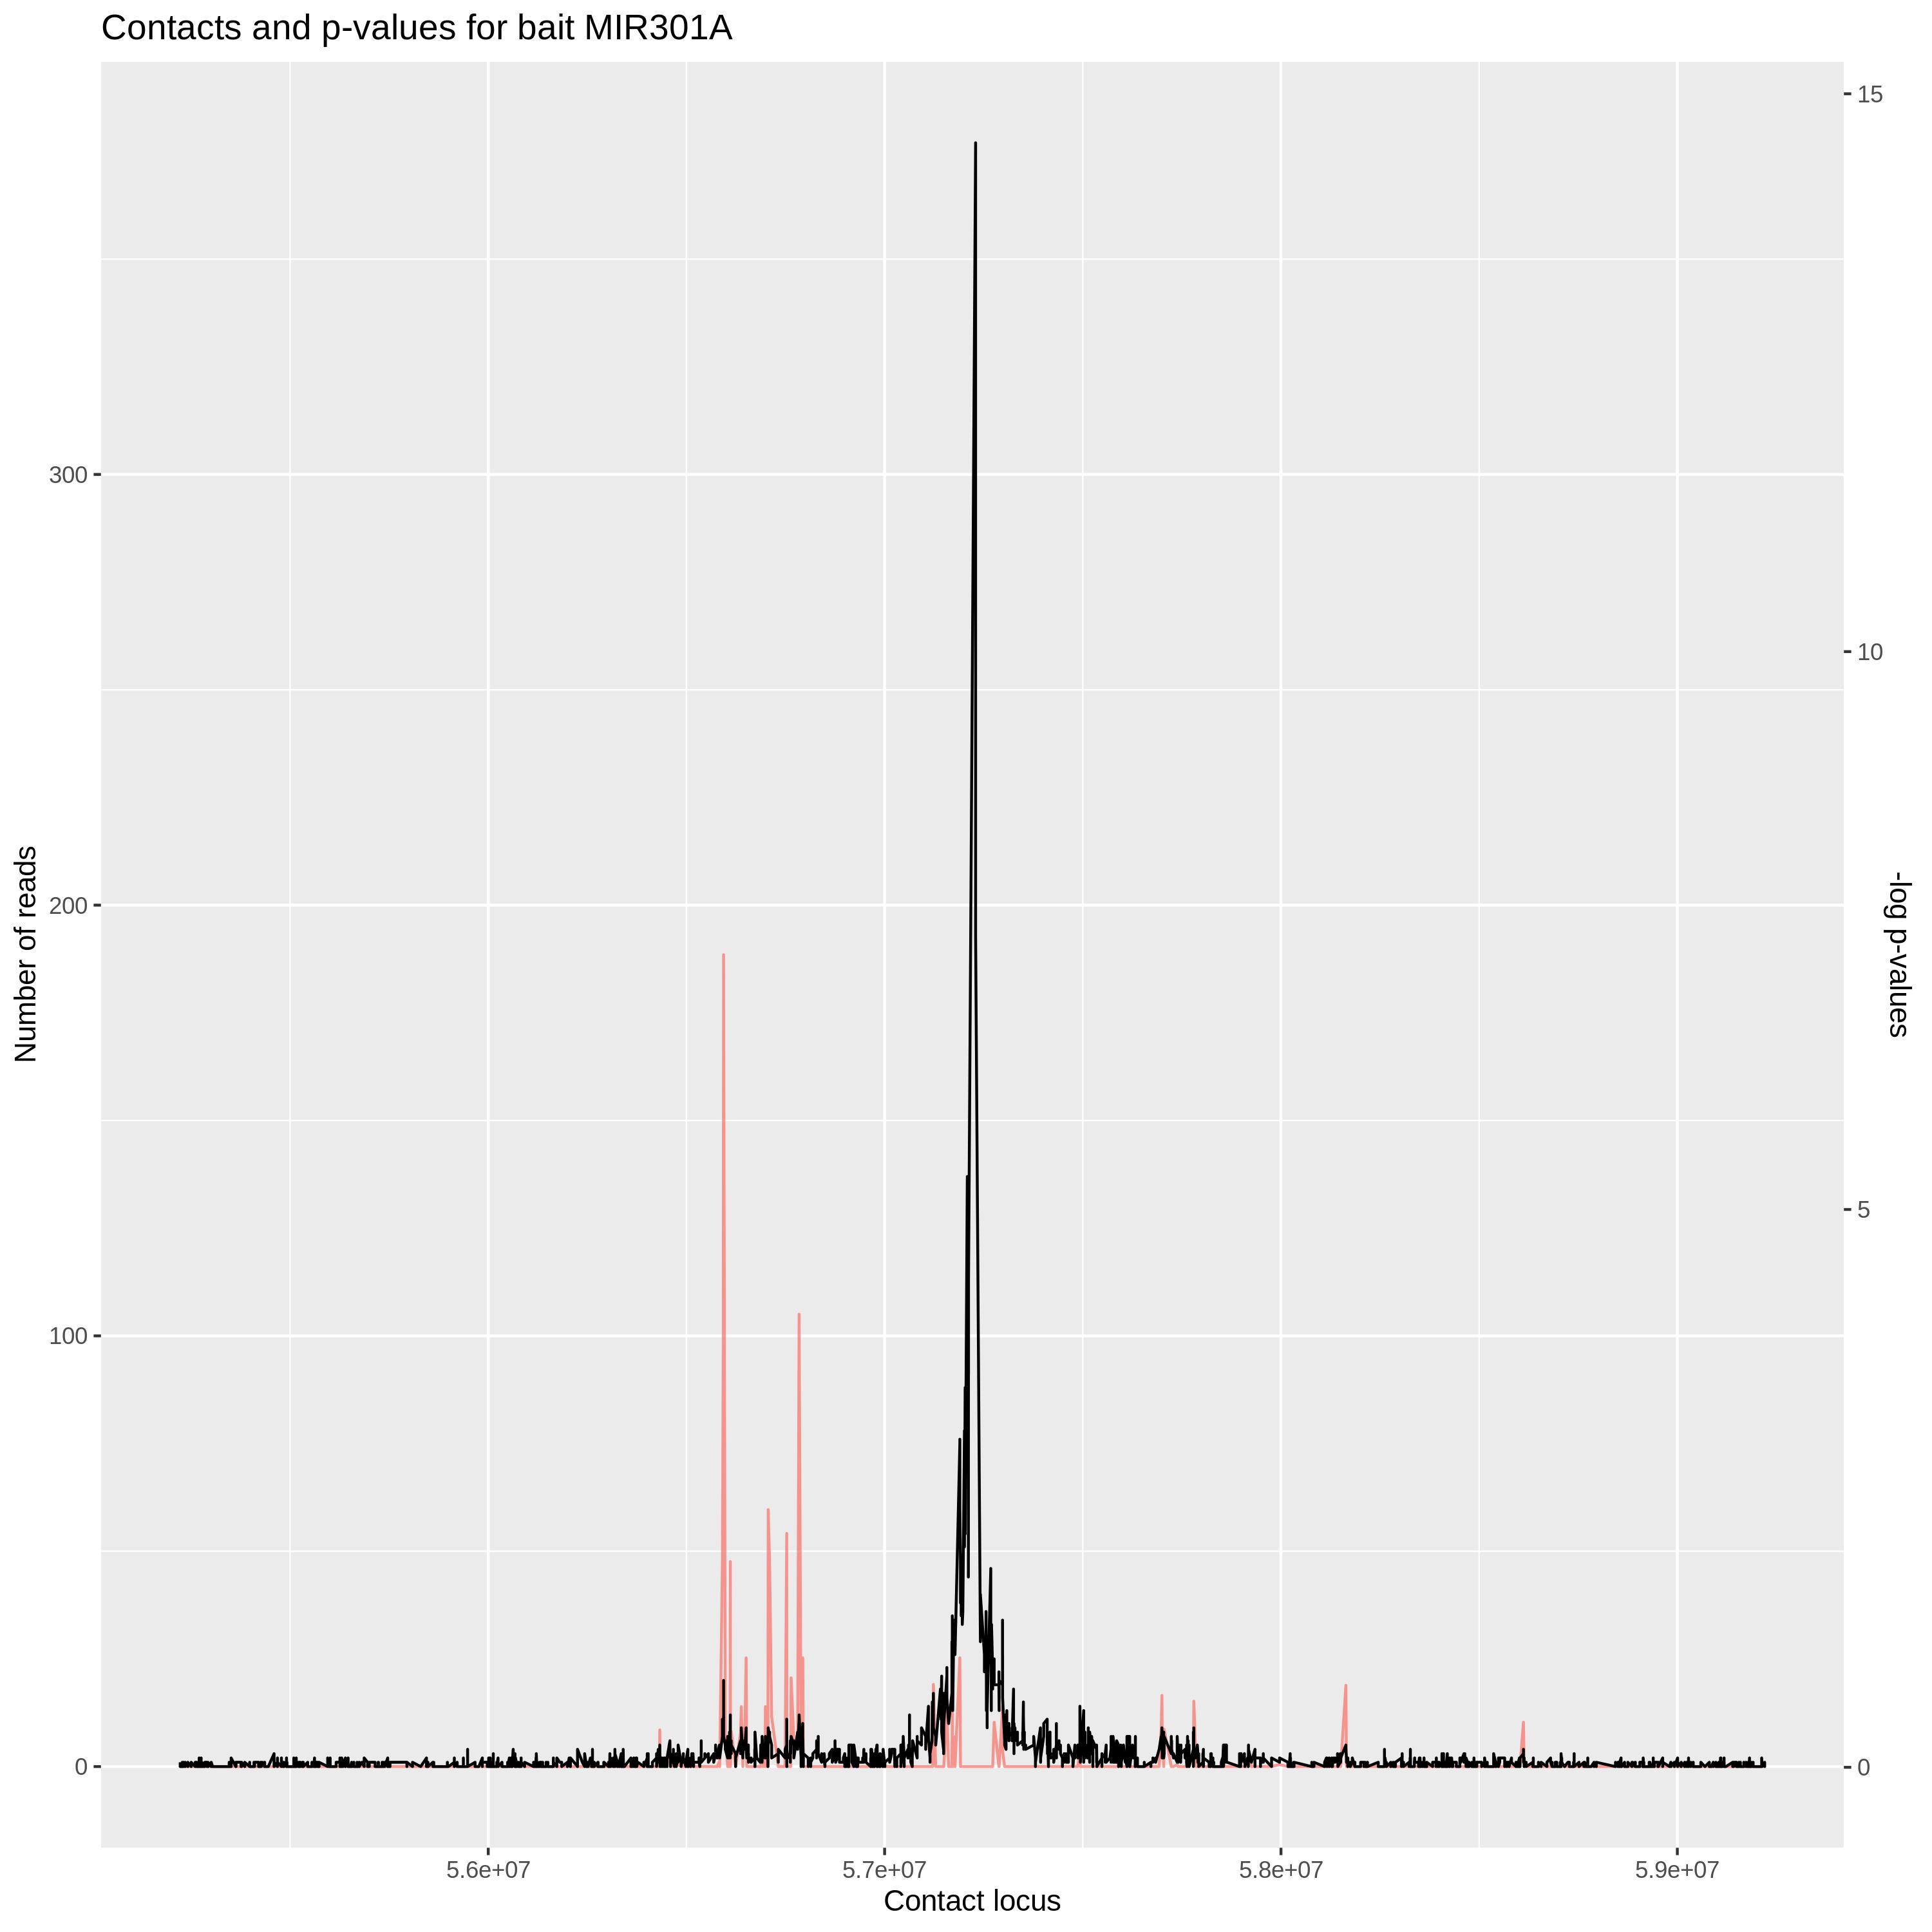 Contacts and p-values for bait MIR301A
15
300
10
Number of reads
200
-log p-values
5
100
0
0
5.6e+07
5.7e+07
5.8e+07
5.9e+07
Contact locus